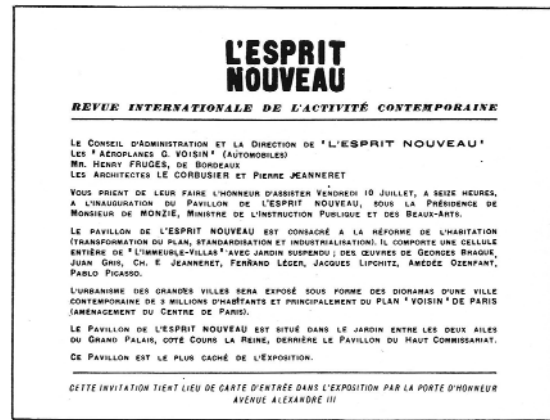 L'ESPRIT
NOUVEAU
REVUE INTERNATIONALE DE L'ACTIVITÉ CONTEMPORAINE
LE CONSEIL D'ADMINISTRATION ET LA DIRECTION DE "L'ESPRIT NOUVEAU"
LES "AÉROPLANES G. VOISIN" (AUTOMOBILES)
MR. HENRY FRUGÈS, DE BORDEAUX
LES ARCHITECTES LE CORBUSIER ET PIERRE JEANNERET
VOUS PRIENT DE LEUR FAIRE L'HONNEUR D'ASSISTER VENDREDI 10 JUILLET, A SEIZE HEURES,
A L'INAUGURATION DU PAVILLON DE L'ESPRIT NOUVEAU, SOUS LA PRÉSIDENCE DE
MONSIEUR DE MONZIE, MINISTRE DE L'INSTRUCTION PUBLIQUE ET DES BEAUX-ARTS.
LE PAVILLON DE L'ESPRIT NOUVEAU EST CONSACRÉ A LA RÉFORME DE L'HABITATION
(TRANSFORMATION DU PLAN, STANDARDISATION ET INDUSTRIALISATION). IL COMPORTE UNE CELLULE
ENTIÈRE DE "L'IMMEUBLE-VILLAS" AVEC JARDIN SUSPENDU ; DES ŒUVRES DE GEORGES BRAQUE,
JUAN GRIS, CH. E JEANNERET, FERNAND LÉGER, JACQUES LIPCHITZ, AMÉDÉE OZENFANT,
PABLO PICASSO.
L'URBANISME DES GRANDES VILLES SERA EXPOSÉ SOUS FORME DES DIORAMAS D'UNE VILLE
CONTEMPORAINE DE 3 MILLIONS D'HABITANTS ET PRINCIPALEMENT DU PLAN "VOISIN" DE PARIS
(AMÉNAGEMENT DU CENTRE DE PARIS).
LE PAVILLON DE L'ESPRIT NOUVEAU EST SITUÉ DANS LE JARDIN ENTRE LES DEUX AILES
DU GRAND PALAIS, COTÉ COURS LA REINE, DERRIÈRE LE PAVILLON DU HAUT COMMISSARIAT.
CE PAVILLON EST LE PLUS CACHÉ DE L'EXPOSITION.
CETTE INVITATION TIENT LIEU DE CARTE D'ENTRÉE DANS L'EXPOSITION PAR LA PORTE D'HONNEUR
AVENUE ALEXANDRE III